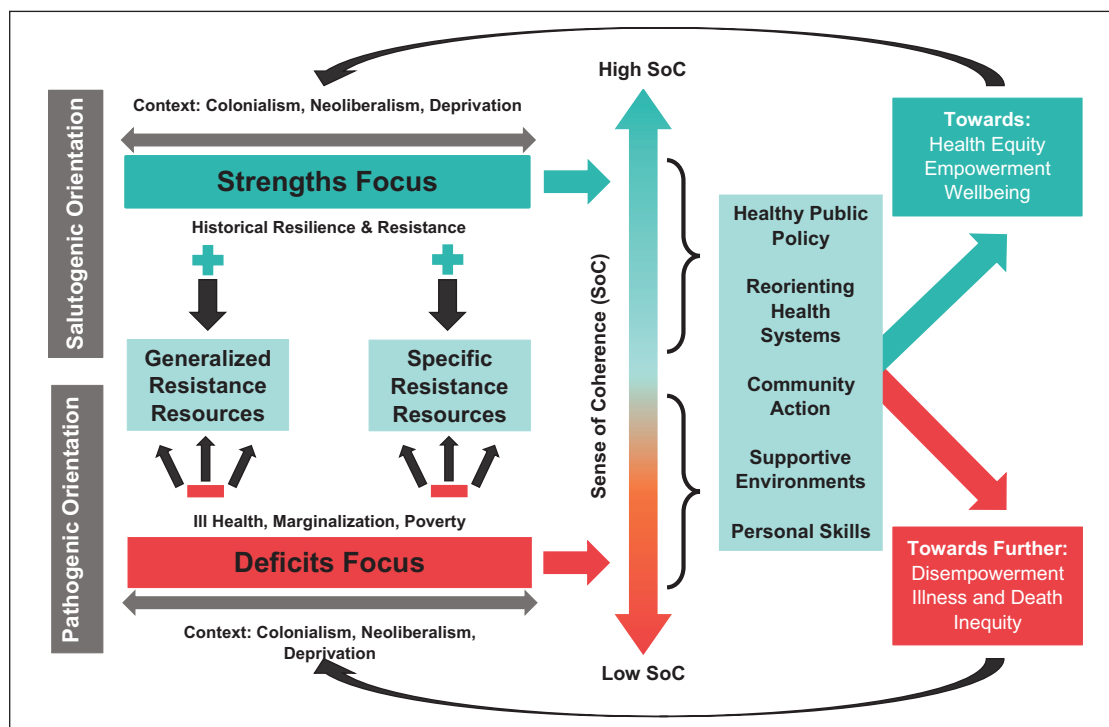 Salutogenic Orientation
Pathogenic Orientation
Context: Colonialism, Neoliberalism, Deprivation
Strengths Focus
Historical Resilience & Resistance
Generalized
Resistance
Resources
Specific
Resistance
Resources
Ill Health, Marginalization, Poverty
Deficits Focus
Context: Colonialism, Neoliberalism,
Deprivation
High SoC
Sense of Coherence (SoC)
Low SoC
Healthy Public
Policy
Reorienting
Health
Systems
Community
Action
Supportive
Environments
Personal Skills
Towards:
Health Equity
Empowerment
Wellbeing
Towards Further:
Disempowerment
Illness and Death
Inequity